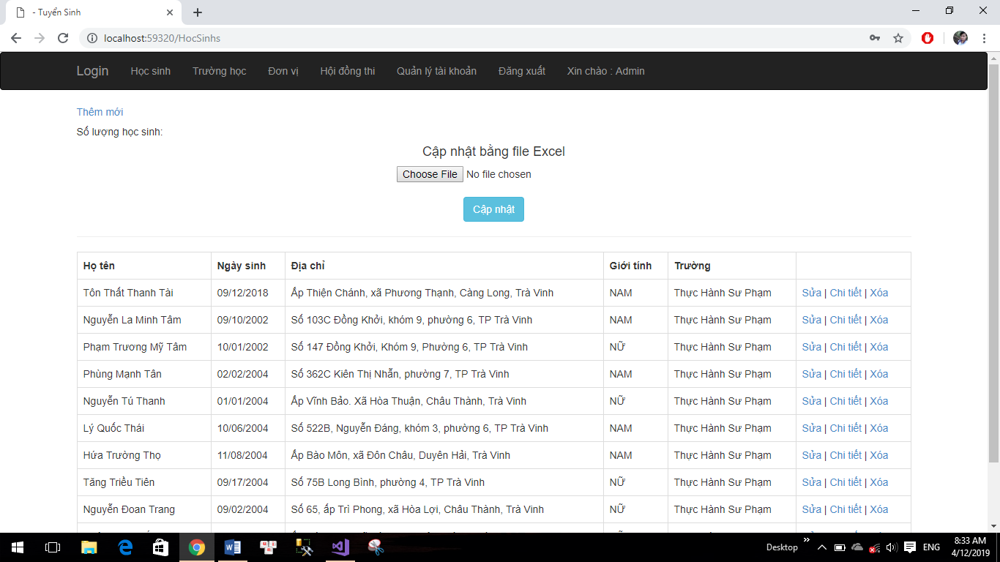 - Tuyển Sinh
localhost:59320/HocSinhs
Login Học sinh Trường học Đơn vị Hội đồng thi Quản lý tài khoản Đăng xuất Xin chào : Admin
Thêm mới
Số lượng học sinh:
Cập nhật bằng file Excel
Choose File No file chosen
Cập nhật
Họ tên Ngày sinh Địa chỉ Giới tính Trường
Tôn Thất Thanh Tài 09/12/2018 Ấp Thiện Chánh, xã Phương Thạnh, Càng Long, Trà Vinh NAM Thực Hành Sư Phạm Sửa | Chi tiết | Xóa
Nguyễn La Minh Tâm 09/10/2002 Số 103C Đồng Khởi, khóm 9, phường 6, TP Trà Vinh NAM Thực Hành Sư Phạm Sửa | Chi tiết | Xóa
Phạm Trương Mỹ Tâm 10/01/2002 Số 147 Đồng Khởi, Khóm 9, Phường 6, TP Trà Vinh NỮ Thực Hành Sư Phạm Sửa | Chi tiết | Xóa
Phùng Mạnh Tân 02/02/2004 Số 362C Kiên Thị Nhẫn, phường 7, TP Trà Vinh NAM Thực Hành Sư Phạm Sửa | Chi tiết | Xóa
Nguyễn Tú Thanh 01/01/2004 Ấp Vĩnh Bảo. Xã Hòa Thuận, Châu Thành, Trà Vinh NỮ Thực Hành Sư Phạm Sửa | Chi tiết | Xóa
Lý Quốc Thái 10/06/2004 Số 522B, Nguyễn Đáng, khóm 3, phường 6, TP Trà Vinh NAM Thực Hành Sư Phạm Sửa | Chi tiết | Xóa
Hứa Trường Thọ 11/08/2004 Ấp Bào Môn, xã Đôn Châu, Duyên Hải, Trà Vinh NAM Thực Hành Sư Phạm Sửa | Chi tiết | Xóa
Tăng Triều Tiên 09/17/2004 Số 75B Long Bình, phường 4, TP Trà Vinh NỮ Thực Hành Sư Phạm Sửa | Chi tiết | Xóa
Nguyễn Đoan Trang 09/02/2004 Số 65, ấp Trì Phong, xã Hòa Lợi, Châu Thành, Trà Vinh NỮ Thực Hành Sư Phạm Sửa | Chi tiết | Xóa
Desktop ENG 8:33 AM
4/12/2019